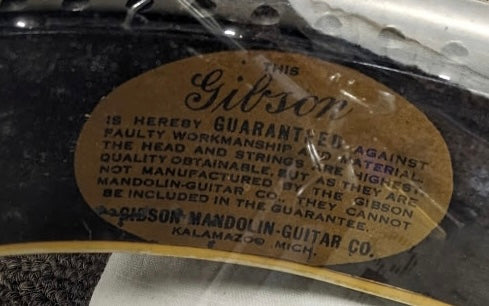 THIS
Gibson
IS HEREBY GUARANTEED AGAINST
FAULTY WORKMANSHIP AND MATERIAL.
THE HEAD AND STRINGS ARE HIGHEST
QUALITY OBTAINABLE, BUT AS THEY ARE
NOT MANUFACTURED BY THE GIBSON
MANDOLIN-GUITAR CO., THEY CANNOT
BE INCLUDED IN THE GUARANTEE.
GIBSON MANDOLIN-GUITAR CO.
KALAMAZOO MICH.